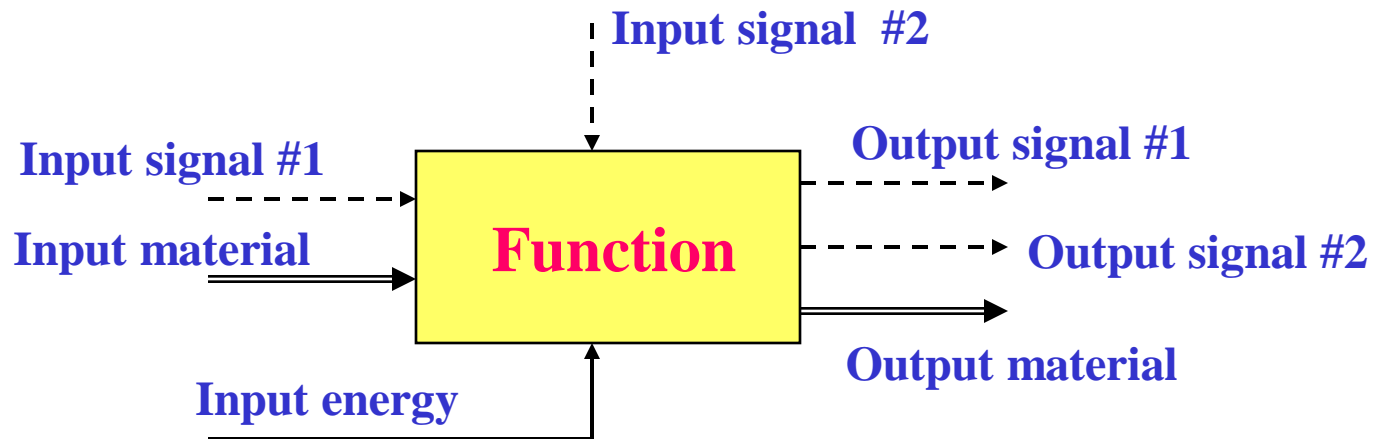 Input signal #2
Input signal #1
Output signal #1
Input material
Function
Output signal #2
Output material
Input energy